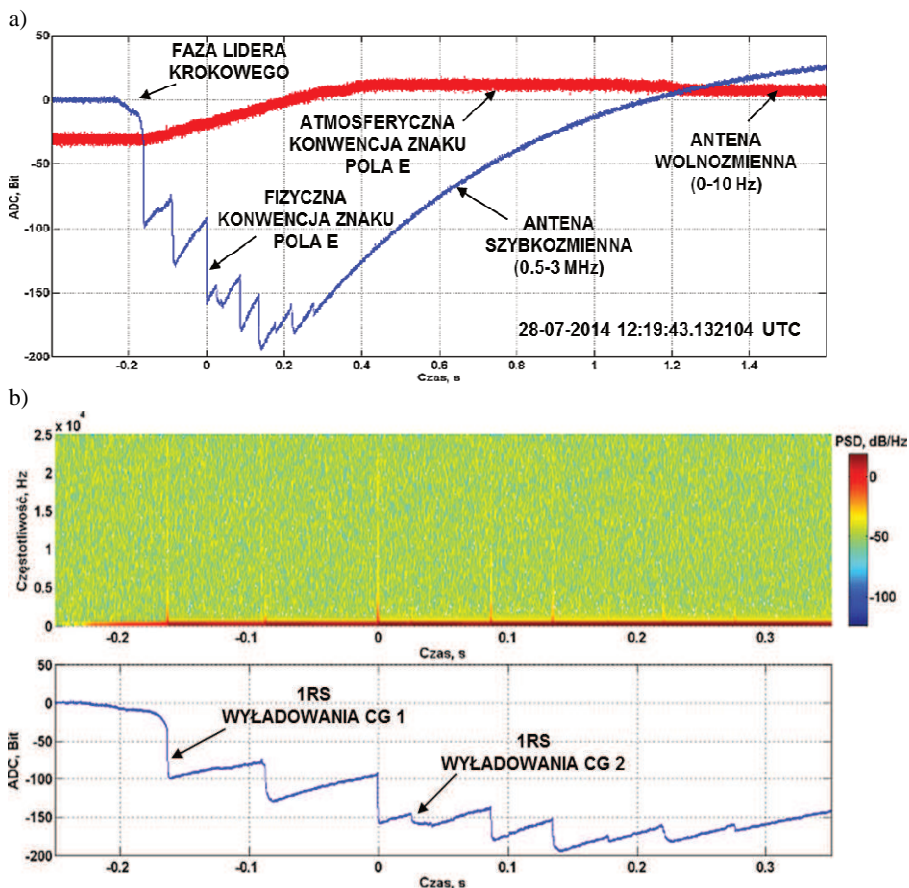 a)
50
0
-50
-100
-150
-200
ADC, Bit
FAZA LIDERA
KROKOWEGO
ATMOSFERYCZNA
KONWENCJA ZNAKU
POLA E
ANTENA
WOLNOZMIENNA
(0-10 Hz)
FIZYCZNA
KONWENCJA ZNAKU
POLA E
ANTENA
SZYBKOZMIENNA
(0.5-3 MHz)
28-07-2014 12:19:43.132104 UTC
-0.2 0 0.2 0.4 0.6 0.8 1 1.2 1.4
Czas, s
b)
x 10⁴
2.5
2
1.5
1
0.5
0
Częstotliwość, Hz
PSD, dB/Hz
0
-50
-100
-0.2 -0.1 0 0.1 0.2 0.3
Czas, s
50
0
-50
-100
-150
-200
ADC, Bit
1RS
WYŁADOWANIA CG 1
1RS
WYŁADOWANIA CG 2
-0.2 -0.1 0 0.1 0.2 0.3
Czas, s